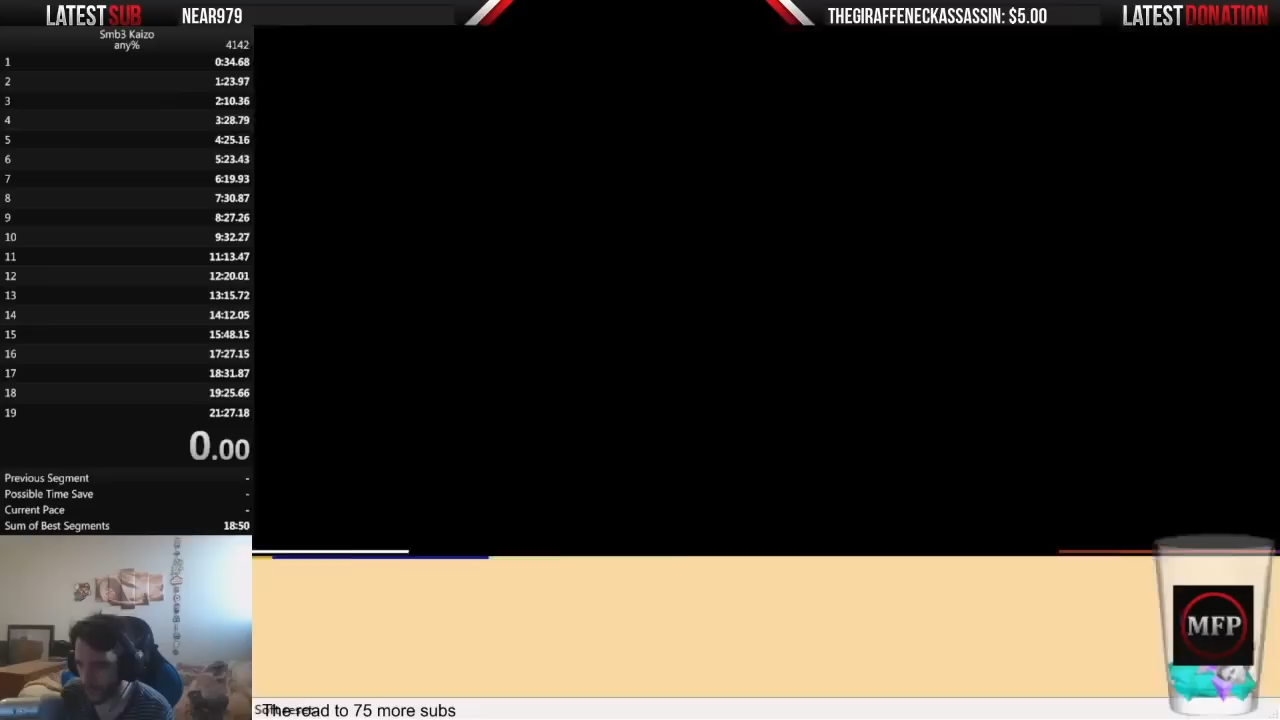 LATEST SUB NEAR979 THEGIRAFFENECKASSASSIN: $5.00 LATEST DONATION
Smb3 Kaizo
any% 4142
1 0:34.68
2 1:23.97
3 2:10.36
4 3:28.79
5 4:25.16
6 5:23.43
7 6:19.93
8 7:30.87
9 8:27.26
10 9:32.27
11 11:13.47
12 12:20.01
13 13:15.72
14 14:12.05
15 15:48.15
16 17:27.15
17 18:31.87
18 19:25.66
19 21:27.18
0.00
Previous Segment -
Possible Time Save -
Current Pace -
Sum of Best Segments 18:50
MFP
The road to 75 more subs